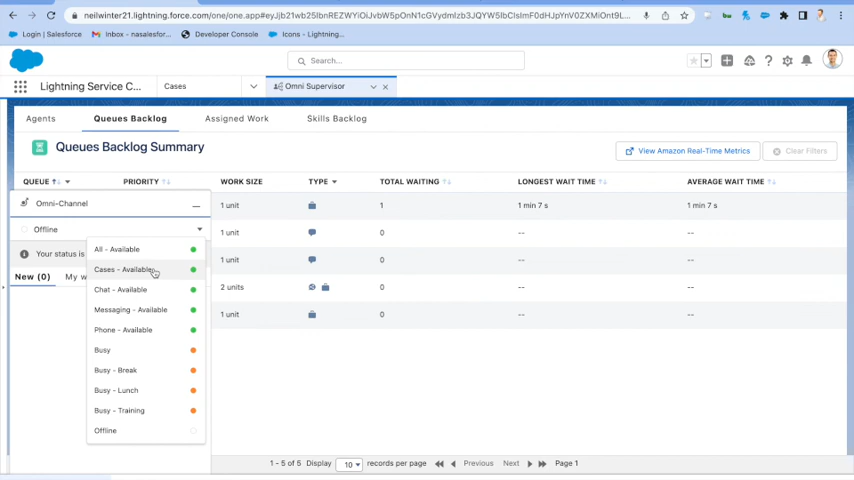 neilwinter21.lightning.force.com/one/one.app#
Login | Salesforce
Inbox - nasalesfor...
Developer Console
Icons - Lightning,...
Search...
Lightning Service C...
Cases
Omni Supervisor
Agents
Queues Backlog
Assigned Work
Skills Backlog
Queues Backlog Summary
View Amazon Real-Time Metrics
Clear Filters
QUEUE PRIORITY WORK SIZE TYPE TOTAL WAITING LONGEST WAIT TIME AVERAGE WAIT TIME
Omni-Channel
1 unit 1 1 min 7 s 1 min 7 s
Offline
1 unit 0 -- --
All - Available
Your status is
1 unit 0 -- --
Cases - Available
New (0) My w
Chat - Available
2 units 0 -- --
Messaging - Available
1 unit 0 -- --
Phone - Available
Busy
Busy - Break
Busy - Lunch
Busy - Training
Offline
1 - 5 of 5 Display 10 records per page Previous Next Page 1